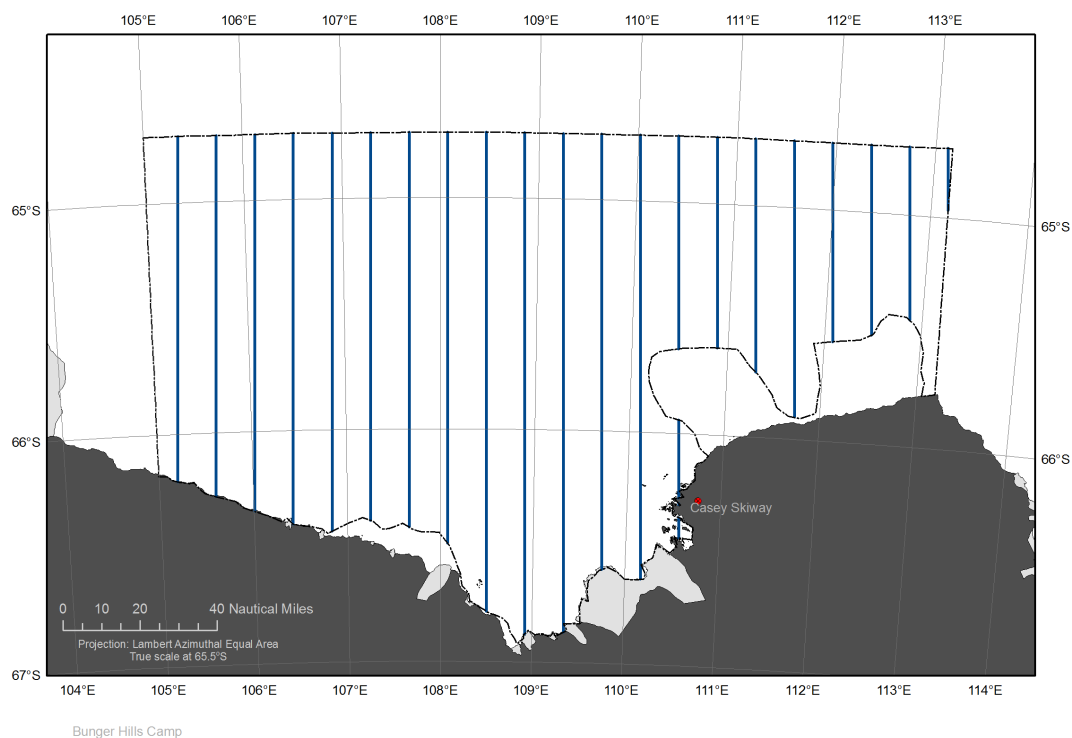 105°E 106°E 107°E 108°E 109°E 110°E 111°E 112°E 113°E
65°S
65°S
66°S
66°S
Casey Skiway
0 10 20 40 Nautical Miles
Projection: Lambert Azimuthal Equal Area
True scale at 65.5°S
67°S
104°E 105°E 106°E 107°E 108°E 109°E 110°E 111°E 112°E 113°E 114°E
Bunger Hills Camp